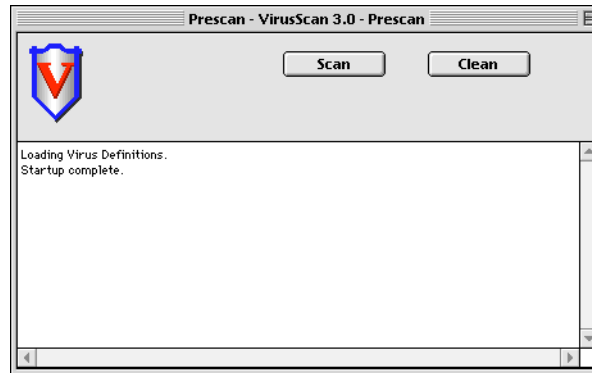 Prescan - VirusScan 3.0 - Prescan
V
Scan
Clean
Loading Virus Definitions.
Startup complete.